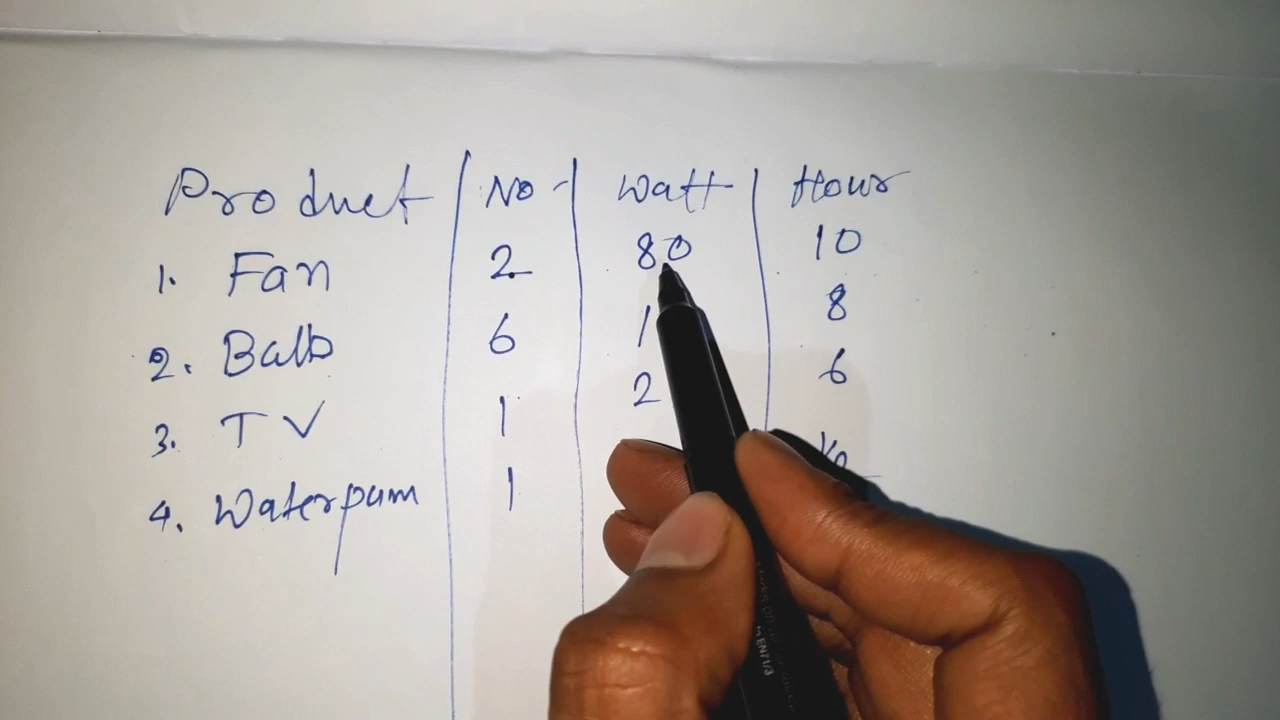 Product No Watt Hour
1. Fan 2 80 10
2. Balb 6 1 8
3. TV 1 2 6
4. Waterpum 1